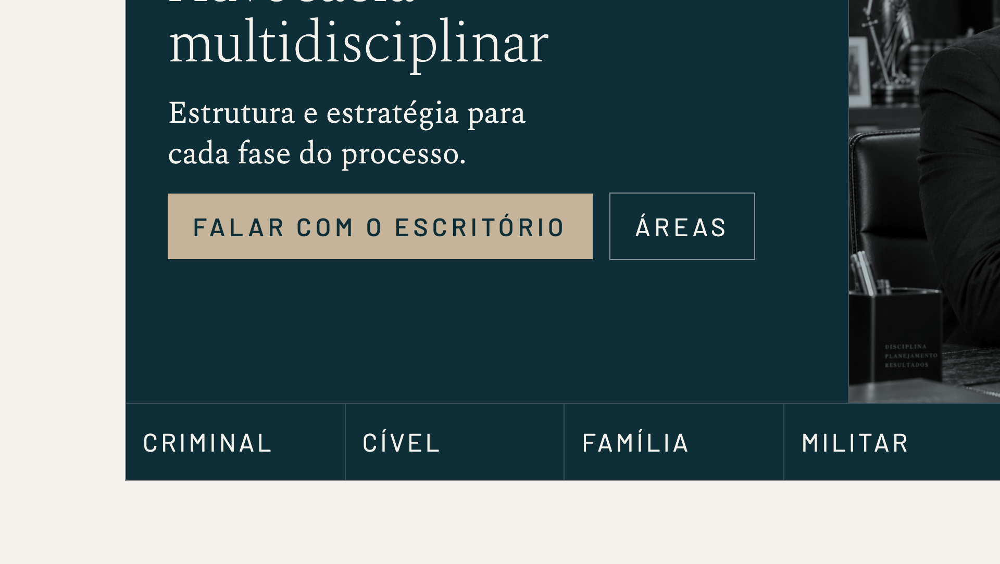 Advocacia
multidisciplinar
Estrutura e estratégia para
cada fase do processo.
FALAR COM O ESCRITÓRIO
ÁREAS
DISCIPLINA
PLANEJAMENTO
RESULTADOS
CRIMINAL
CÍVEL
FAMÍLIA
MILITAR